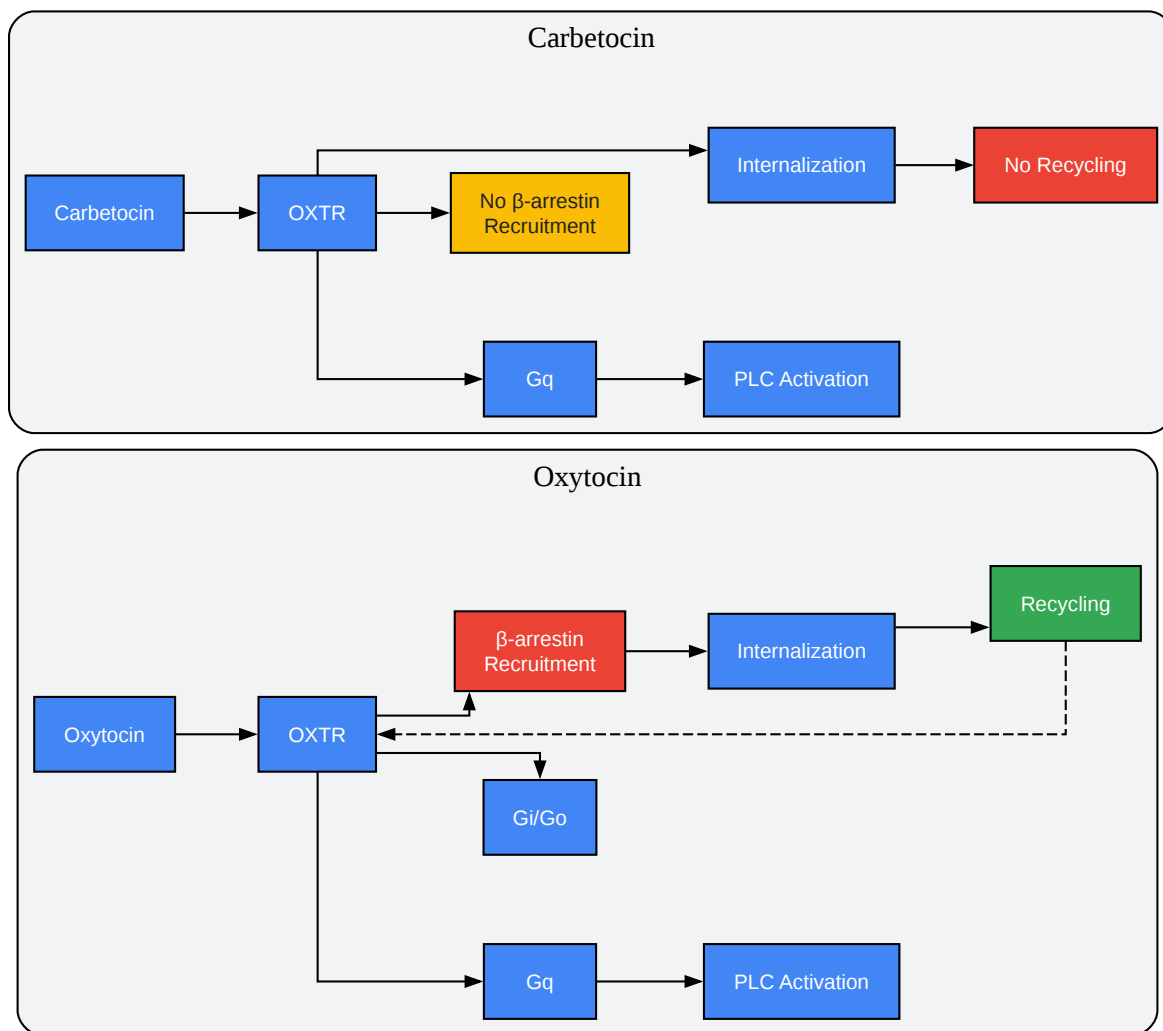 Carbetocin
Internalization
No Recycling
Carbetocin
OXTR
No β-arrestin
Recruitment
Gq
PLC Activation
Oxytocin
Recycling
β-arrestin
Recruitment
Internalization
Oxytocin
OXTR
Gi/Go
Gq
PLC Activation